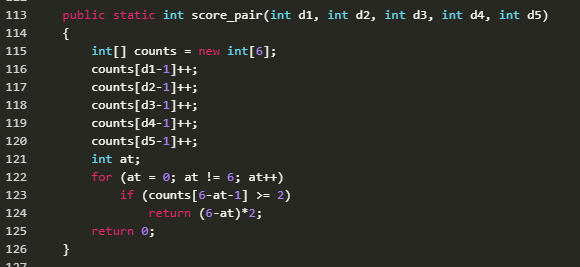 113 public static int score_pair(int d1, int d2, int d3, int d4, int d5)
114 {
115 int[] counts = new int[6];
116 counts[d1-1]++;
117 counts[d2-1]++;
118 counts[d3-1]++;
119 counts[d4-1]++;
120 counts[d5-1]++;
121 int at;
122 for (at = 0; at != 6; at++)
123 if (counts[6-at-1] >= 2)
124 return (6-at)*2;
125 return 0;
126 }